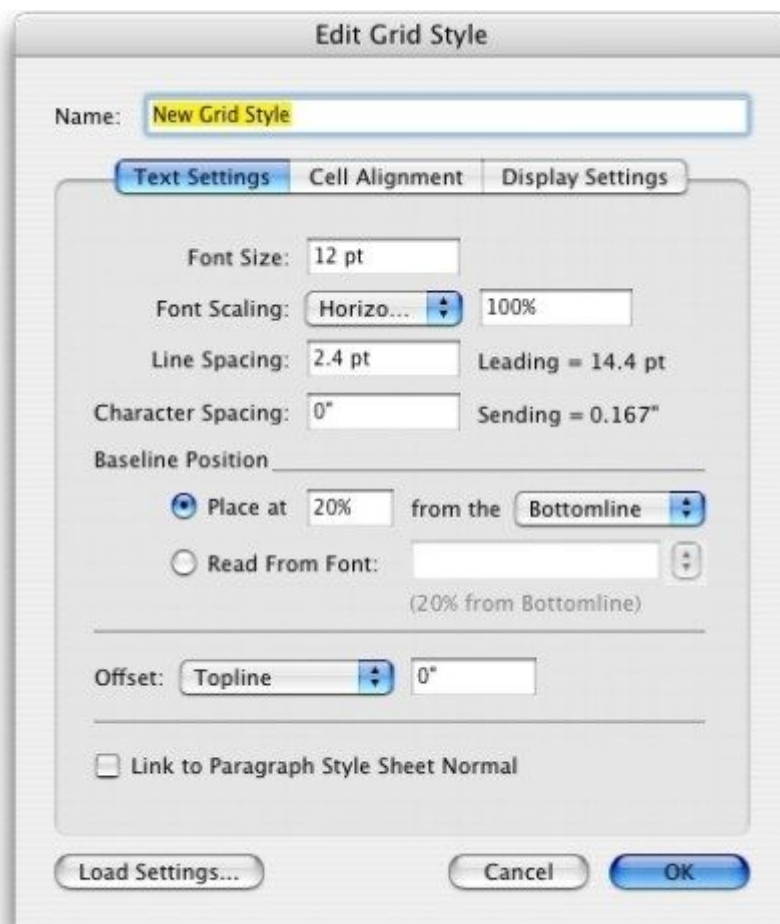 Edit Grid Style
Name: New Grid Style
Text Settings Cell Alignment Display Settings
Font Size: 12 pt
Font Scaling: Horizo... 100%
Line Spacing: 2.4 pt Leading = 14.4 pt
Character Spacing: 0" Sending = 0.167"
Baseline Position
Place at 20% from the Bottomline
Read From Font:
(20% from Bottomline)
Offset: Topline 0"
Link to Paragraph Style Sheet Normal
Load Settings... Cancel OK